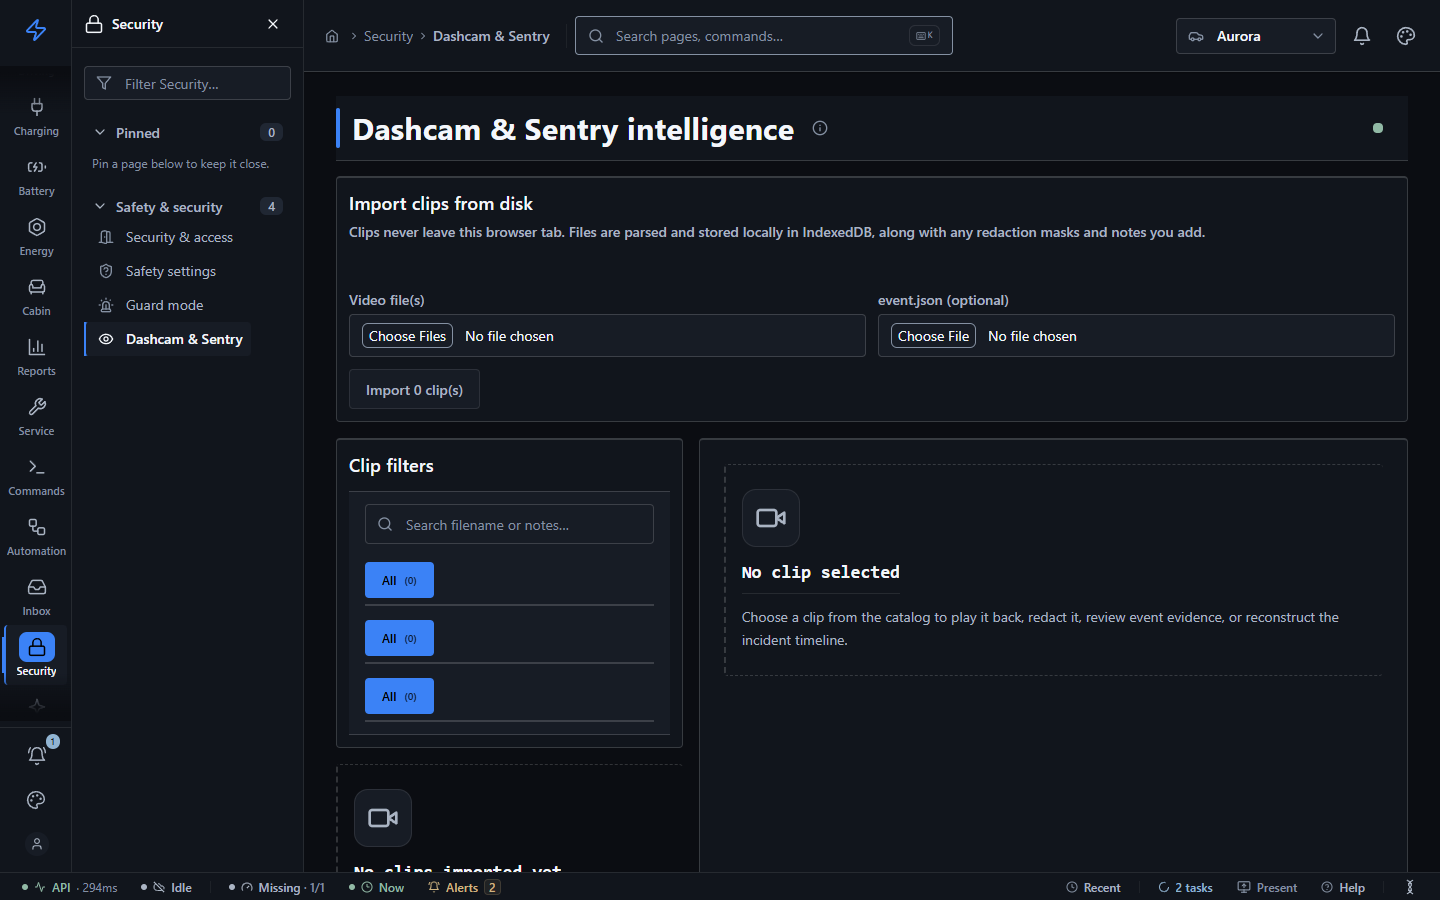 Security
Security
Dashcam & Sentry
Search pages, commands...
K
Aurora
Filter Security...
Pinned
0
Pin a page below to keep it close.
Safety & security
4
Security & access
Safety settings
Guard mode
Dashcam & Sentry
Charging
Battery
Energy
Cabin
Reports
Service
Commands
Automation
Inbox
Security
1
Dashcam & Sentry intelligence
Import clips from disk
Clips never leave this browser tab. Files are parsed and stored locally in IndexedDB, along with any redaction masks and notes you add.
Video file(s)
Choose Files No file chosen
event.json (optional)
Choose File No file chosen
Import 0 clip(s)
Clip filters
Search filename or notes...
All (0)
All (0)
All (0)
No clips imported yet
No clip selected
Choose a clip from the catalog to play it back, redact it, review event evidence, or reconstruct the
incident timeline.
API · 294ms
Idle
Missing · 1/1
Now
Alerts 2
Recent
2 tasks
Present
Help